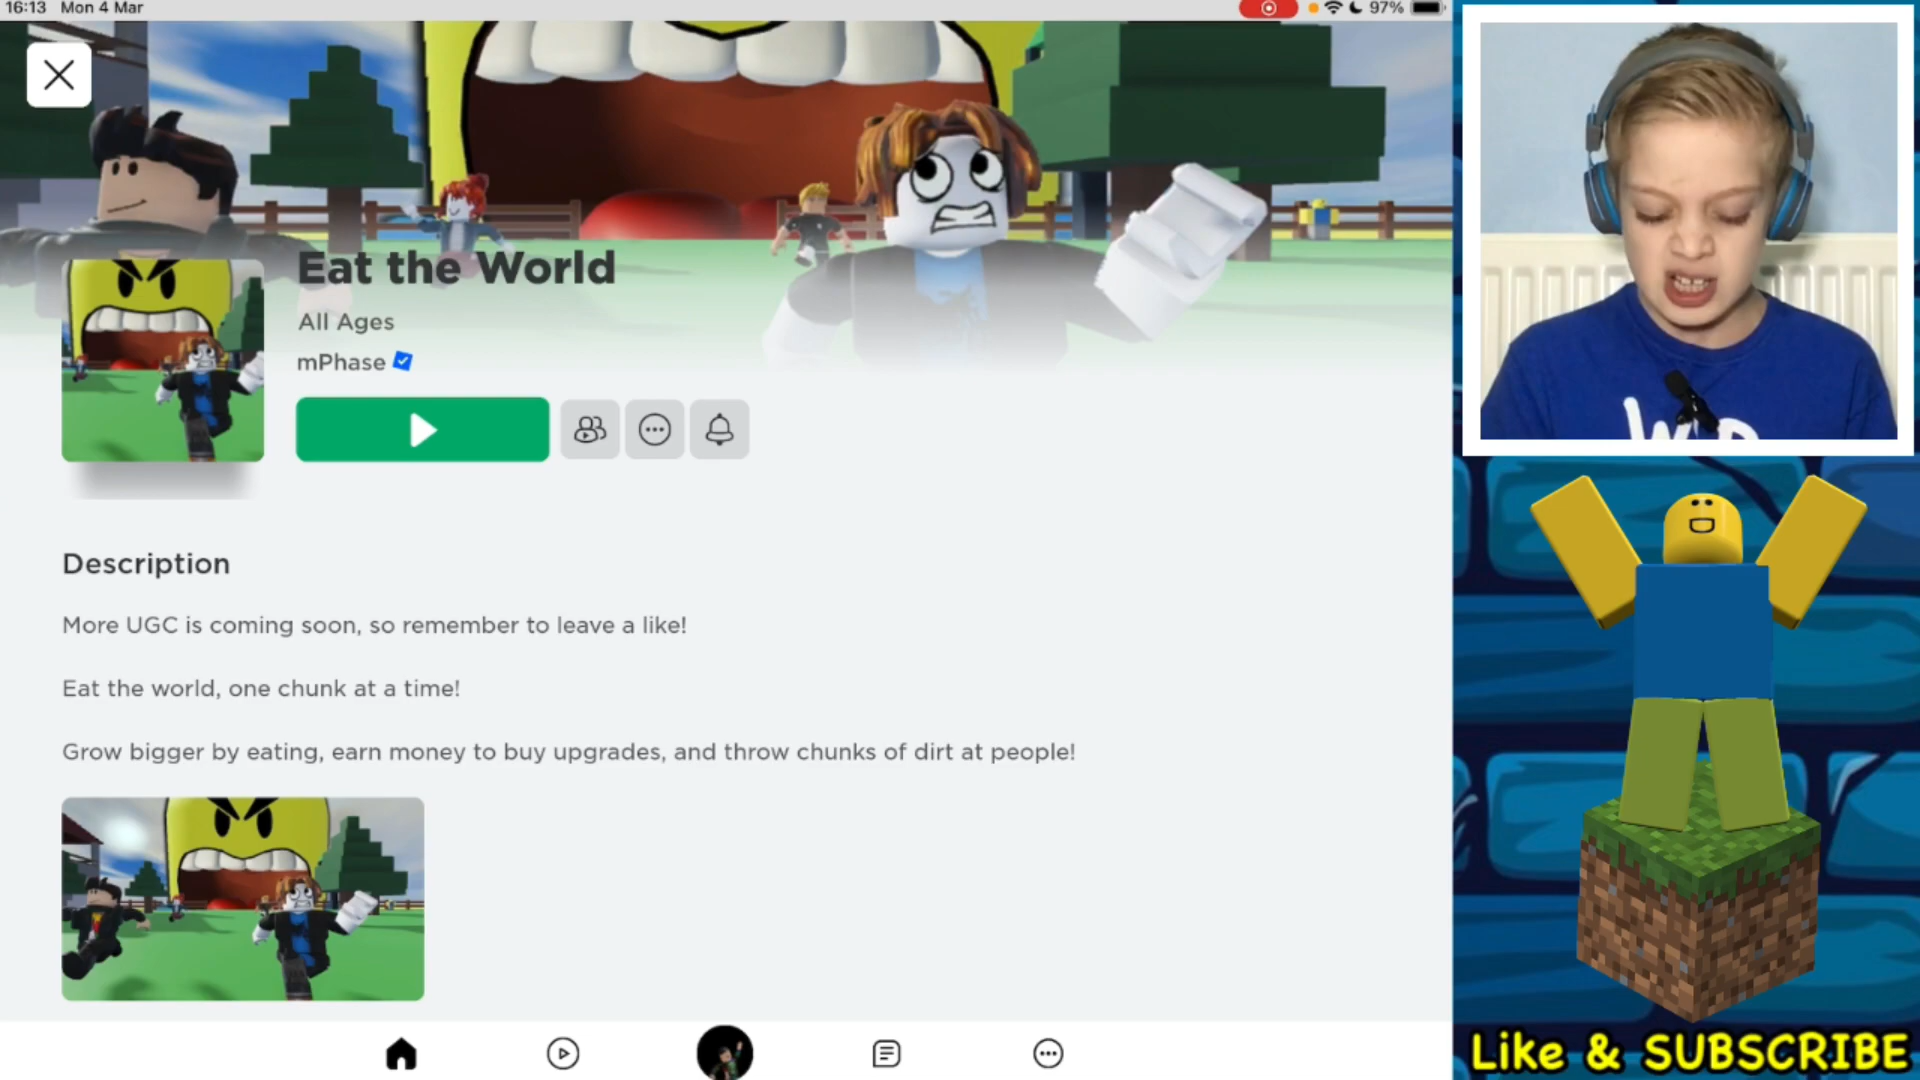 16:13 Mon 4 Mar
97%
Eat the World
All Ages
mPhase
Description
More UGC is coming soon, so remember to leave a like!
Eat the world, one chunk at a time!
Grow bigger by eating, earn money to buy upgrades, and throw chunks of dirt at people!
Like & SUBSCRIBE